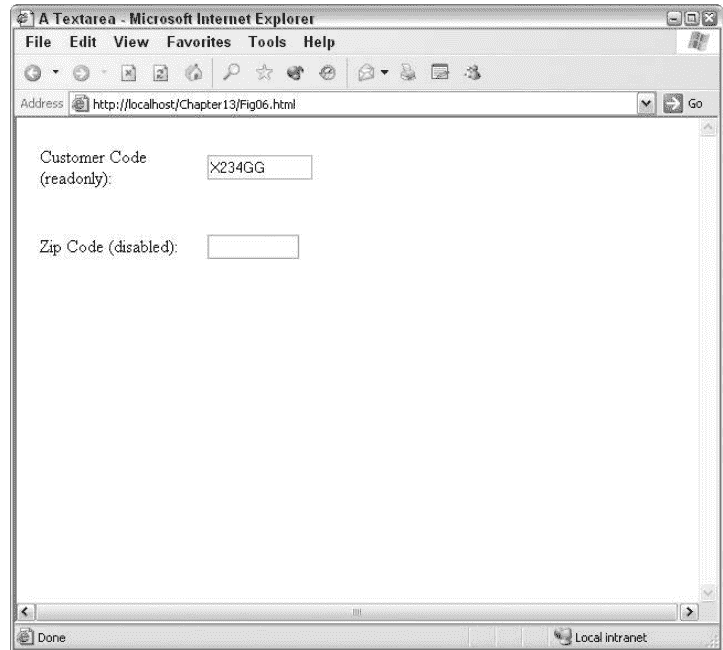 A Textarea - Microsoft Internet Explorer
File Edit View Favorites Tools Help
Address http://localhost/Chapter13/Fig06.html Go
Customer Code
(readonly):
X234GG
Zip Code (disabled):
Done
Local intranet